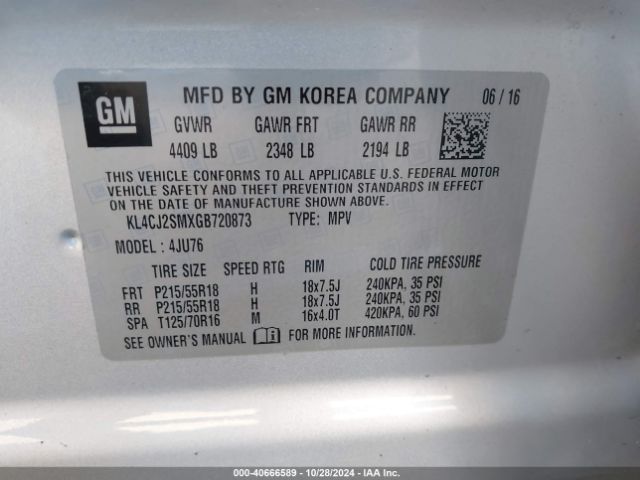 GM
MFD BY GM KOREA COMPANY 06 / 16
GVWR GAWR FRT GAWR RR
4409 LB 2348 LB 2194 LB
THIS VEHICLE CONFORMS TO ALL APPLICABLE U.S. FEDERAL MOTOR
VEHICLE SAFETY AND THEFT PREVENTION STANDARDS IN EFFECT
ON THE DATE OF MANUFACTURE SHOWN ABOVE.
KL4CJ2SMXGB720873 TYPE: MPV
MODEL : 4JU76
TIRE SIZE SPEED RTG RIM COLD TIRE PRESSURE
FRT P215/55R18 H 18x7.5J 240KPA, 35 PSI
RR P215/55R18 H 18x7.5J 240KPA, 35 PSI
SPA T125/70R16 M 16x4.0T 420KPA, 60 PSI
SEE OWNER'S MANUAL FOR MORE INFORMATION.
000-40666589 - 10/28/2024 - IAA Inc.